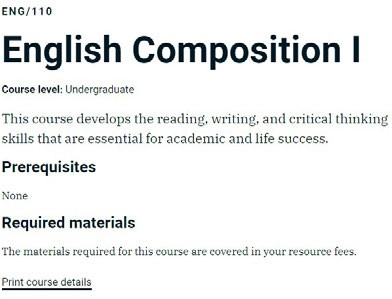 ENG/110
English Composition I
Course level: Undergraduate
This course develops the reading, writing, and critical thinking
skills that are essential for academic and life success.
Prerequisites
None
Required materials
The materials required for this course are covered in your resource fees.
Print course details